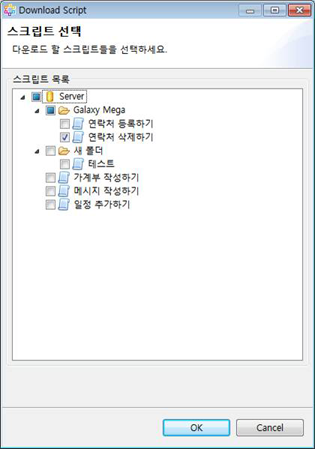 Download Script
스크립트 선택
다운로드 할 스크립트들을 선택하세요.
스크립트 목록
Server
Galaxy Mega
연락처 등록하기
연락처 삭제하기
새 폴더
테스트
가계부 작성하기
메시지 작성하기
일정 추가하기
OK Cancel